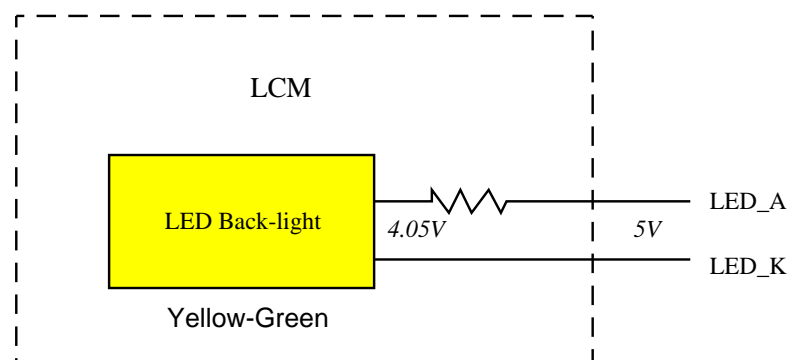 LCM
LED Back-light
4.05V
5V
LED_A
LED_K
Yellow-Green